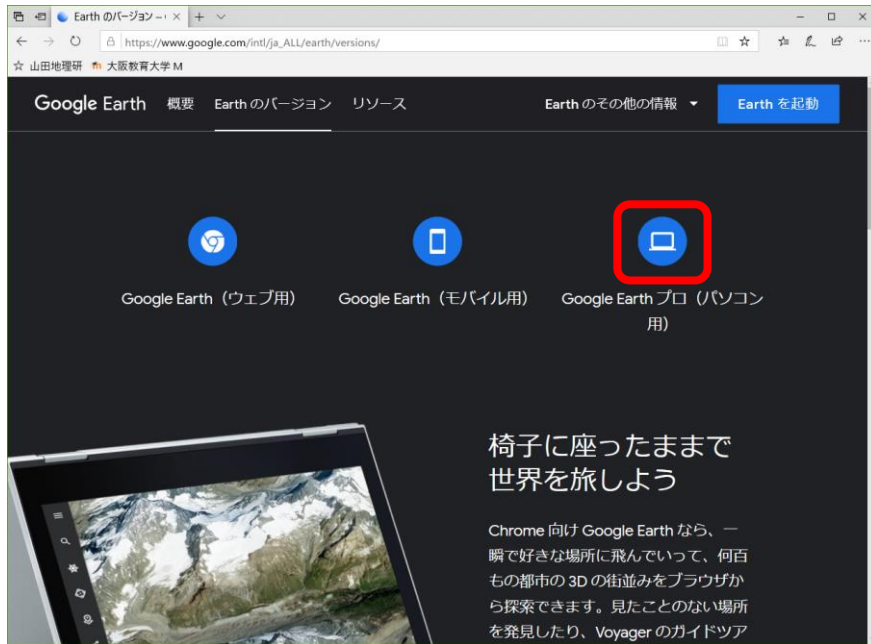 Earth のバージョン –
https://www.google.com/intl/ja_ALL/earth/versions/
山田地理研 大阪教育大学 M
Google Earth 概要 Earth のバージョン リソース Earth のその他の情報 Earth を起動
Google Earth（ウェブ用） Google Earth（モバイル用） Google Earth プロ（パソコン
用）
椅子に座ったままで
世界を旅しよう
Chrome 向け Google Earth なら、一
瞬で好きな場所に飛んでいって、何百
もの都市の 3D の街並みをブラウザか
ら探索できます。見たことのない場所
を発見したり、Voyager のガイドツア